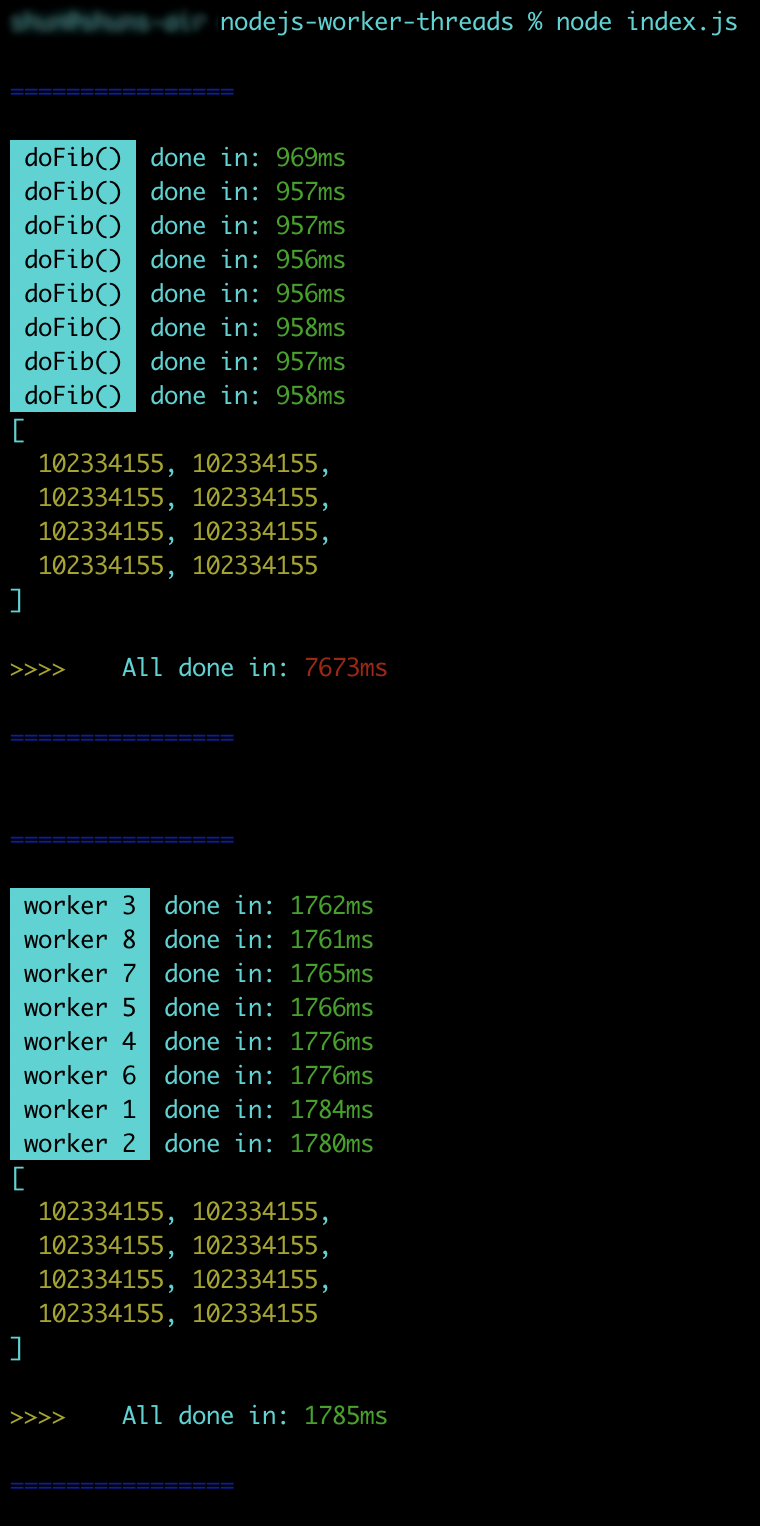 nodejs-worker-threads % node index.js
================
doFib() done in: 969ms
doFib() done in: 957ms
doFib() done in: 957ms
doFib() done in: 956ms
doFib() done in: 956ms
doFib() done in: 958ms
doFib() done in: 957ms
doFib() done in: 958ms
[
  102334155, 102334155,
  102334155, 102334155,
  102334155, 102334155,
  102334155, 102334155
]
>>>>    All done in: 7673ms
================
================
worker 3 done in: 1762ms
worker 8 done in: 1761ms
worker 7 done in: 1765ms
worker 5 done in: 1766ms
worker 4 done in: 1776ms
worker 6 done in: 1776ms
worker 1 done in: 1784ms
worker 2 done in: 1780ms
[
  102334155, 102334155,
  102334155, 102334155,
  102334155, 102334155,
  102334155, 102334155
]
>>>>    All done in: 1785ms
================